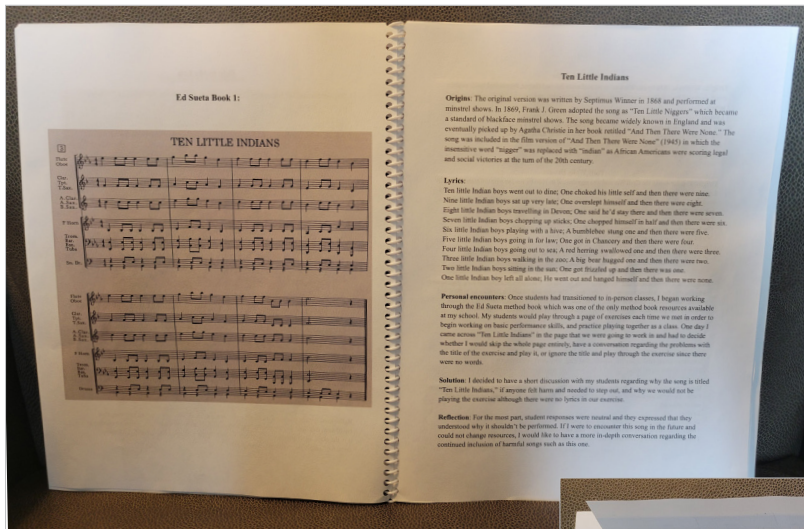 Ed Sueta Book 1:
TEN LITTLE INDIANS
Ten Little Indians
Origins: The original version was written by Septimus Winner in 1868 and performed at
minstrel shows. In 1869, Frank J. Green adopted the song as "Ten Little Niggers" which became
a standard of blackface minstrel shows. The song became widely known in England and was
eventually picked up by Agatha Christie in her book retitled "And Then There Were None." The
song was included in the film version of "And Then There Were None" (1945) in which the
insensitive word "nigger" was replaced with "indian" as African Americans were scoring legal
and social victories at the turn of the 20th century.
Lyrics:
Ten little Indian boys went out to dine; One choked his little self and then there were nine.
Nine little Indian boys sat up very late; One overslept himself and then there were eight.
Eight little Indian boys travelling in Devon; One said he'd stay there and then there were seven.
Seven little Indian boys chopping up sticks; One chopped himself in half and then there were six.
Six little Indian boys playing with a hive; A bumblebee stung one and then there were five.
Five little Indian boys going in for law; One got in Chancery and then there were four.
Four little Indian boys going out to sea; A red herring swallowed one and then there were three.
Three little Indian boys walking in the zoo; A big bear hugged one and then there were two.
Two little Indian boys sitting in the sun; One got frizzled up and then there was one.
One little Indian boy left all alone; He went out and hanged himself and then there were none.
Personal encounters: Once students had transitioned to in-person classes, I began working
through the Ed Sueta method book which was one of the only method book resources available
at my school. My students would play through a page of exercises each time we met in order to
begin working on basic performance skills, and practice playing together as a class. One day I
came across "Ten Little Indians" in the page that we were going to work in and had to decide
whether I would skip the whole page entirely, have a conversation regarding the problems with
the title of the exercise and play it, or ignore the title and play through the exercise since there
were no words.
Solution: I decided to have a short discussion with my students regarding why the song is titled
"Ten Little Indians," if anyone felt harm and needed to step out, and why we would not be
playing the exercise although there were no lyrics in our exercise.
Reflection: For the most part, student responses were neutral and they expressed that they
understood why it shouldn't be performed. If I were to encounter this song in the future and
could not change resources, I would like to have a more in-depth conversation regarding the
continued inclusion of harmful songs such as this one.